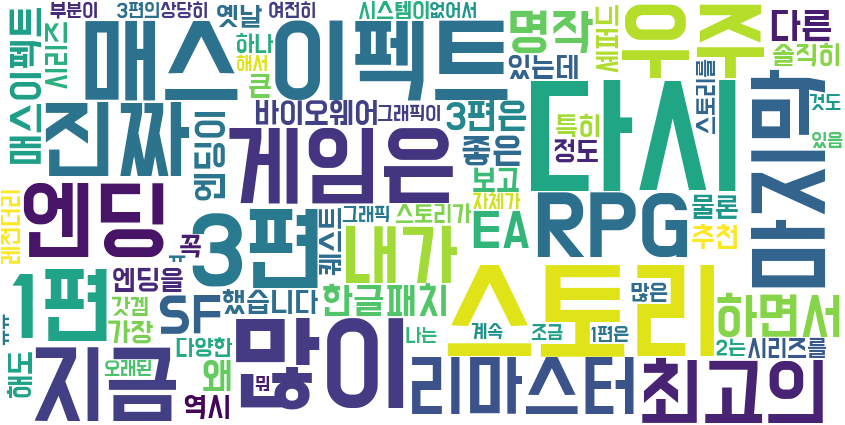 부분이 3편의 상당히 옛날 여전히 시스템이 없어서
매스이펙트 시리즈 매스이펙트 하나 해서 큰 명작 있는데 셰퍼드 우주 다른 솔직히
진짜 바이오웨어 그래픽이 3편은 스토리를 것도
엔딩이 게임은 좋은 특히 정도 다시 마지막 있음
레전더리 엔딩 ㅠ 꼭 3편 퀘스트 그래픽 스토리가 보고 자체가 EA RPG 물론 추천
1편 엔딩을 갓겜 가장 SF 했습니다 내가 한글패치 스토리 많은 하면서
ㅠㅠ 해도 지금 다양한 오래된 왜 역시 많이 뭔 나는 계속 조금 1편은 2는 시리즈를
리마스터 최고의